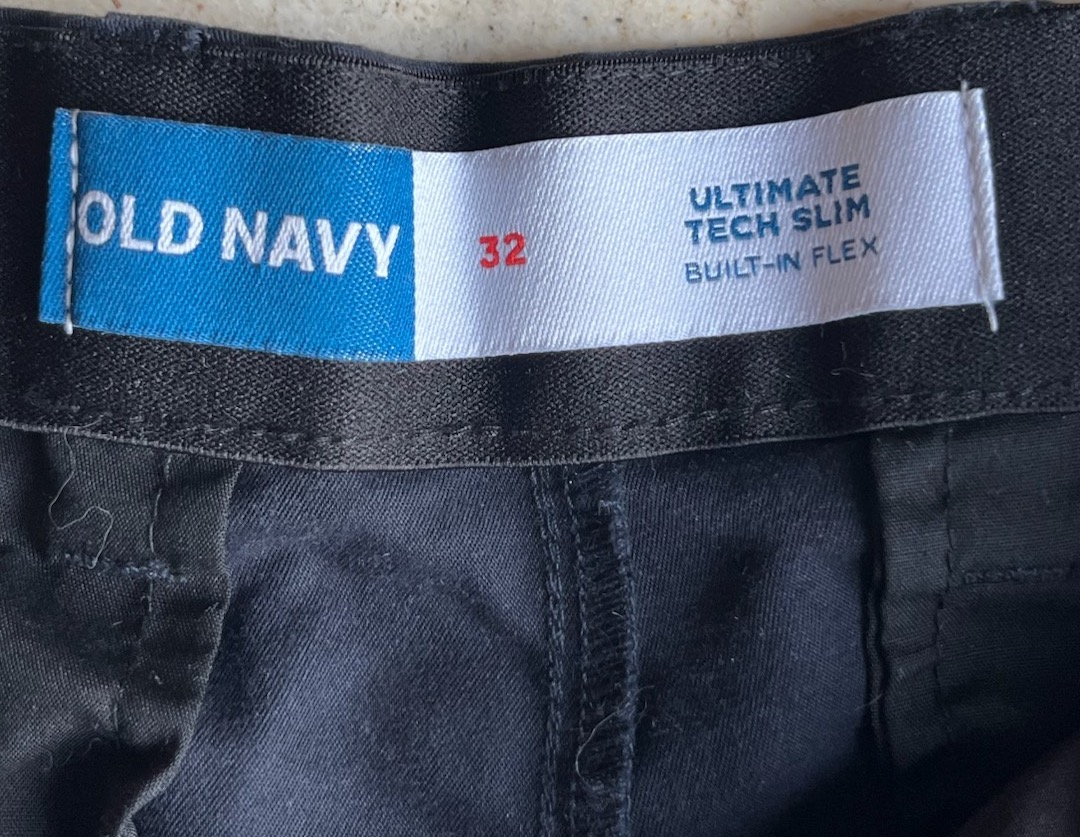 OLD NAVY
32
ULTIMATE
TECH SLIM
BUILT-IN FLEX